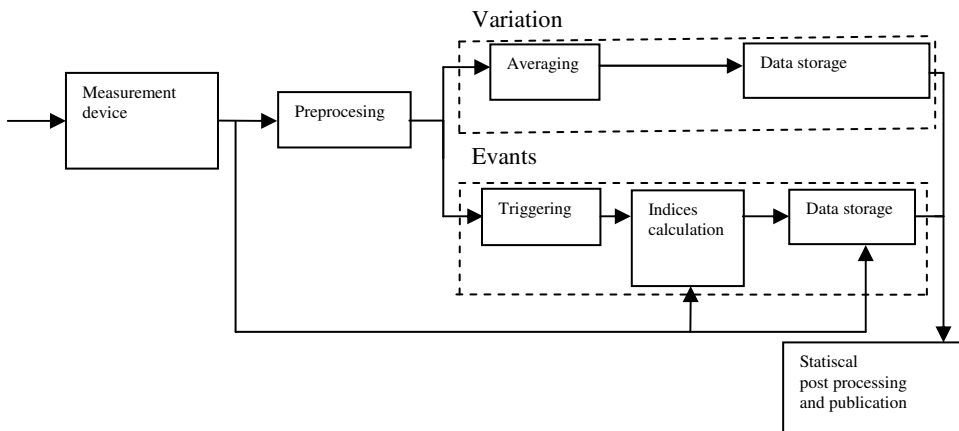 Variation
Averaging
Data storage
Measurement
device
Preprocesing
Evants
Triggering
Indices
calculation
Data storage
Statiscal
post processing
and publication